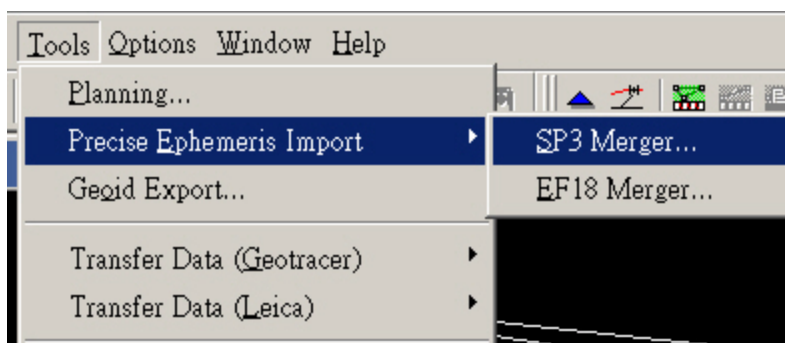 Tools Options Window Help
Planning...
Precise Ephemeris Import
SP3 Merger...
Geoid Export...
EF18 Merger...
Transfer Data (Geotracer)
Transfer Data (Leica)